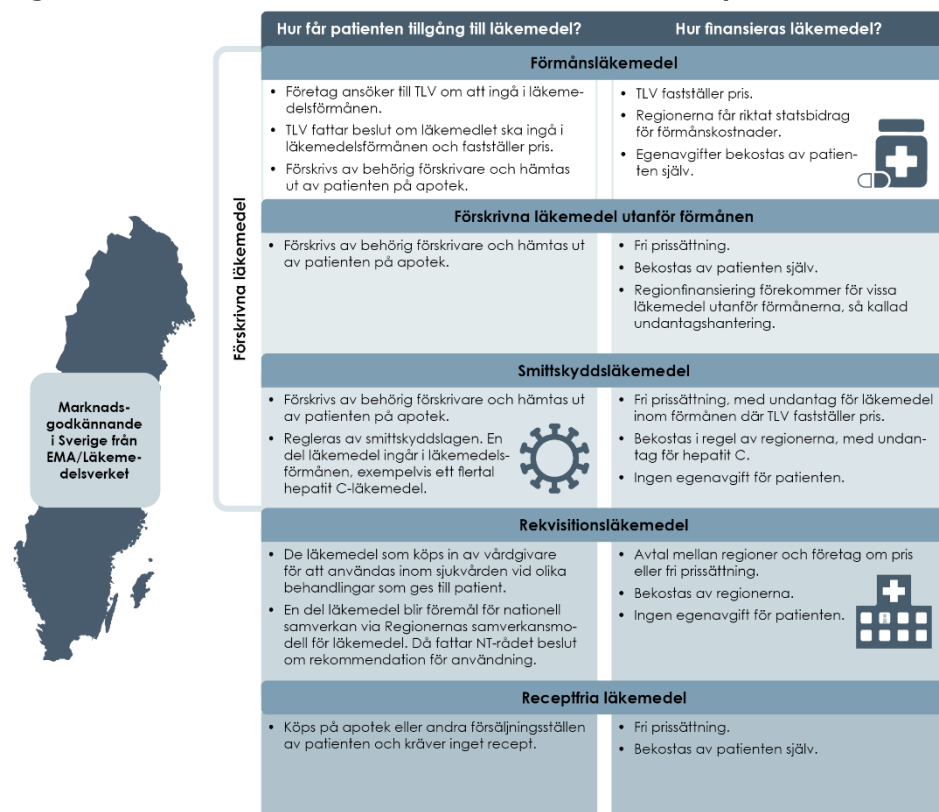 Hur får patienten tillgång till läkemedel?
Hur finansieras läkemedel?
Förskrivna läkemedel
Förmånsläkemedel
• Företag ansöker till TLV om att ingå i läkeme-
delsförmånen.
• TLV fattar beslut om läkemedlet ska ingå i
läkemedelsförmånen och fastställer pris.
• Förskrivs av behörig förskrivare och hämtas
ut av patienten på apotek.
• TLV fastställer pris.
• Regionerna får riktat statsbidrag
för förmånskostnader.
• Egenavgifter bekostas av patien-
ten själv.
Förskrivna läkemedel utanför förmånen
• Förskrivs av behörig förskrivare och hämtas ut
av patienten på apotek.
• Fri prissättning.
• Bekostas av patienten själv.
• Regionfinansiering förekommer för vissa
läkemedel utanför förmånerna, så kallad
undantagshantering.
Smittskyddsläkemedel
• Förskrivs av behörig förskrivare och hämtas ut
av patienten på apotek.
• Regleras av smittskyddslagen. En
del läkemedel ingår i läkemedels-
förmånen, exempelvis ett flertal
hepatit C-läkemedel.
• Fri prissättning, med undantag för läkemedel
inom förmånen där TLV fastställer pris.
• Bekostas i regel av regionerna, med undan-
tag för hepatit C.
• Ingen egenavgift för patienten.
Marknads-
godkännande
i Sverige från
EMA/Läkeme-
delsverket
Rekvisitionsläkemedel
• De läkemedel som köps in av vårdgivare
för att användas inom sjukvården vid olika
behandlingar som ges till patient.
• En del läkemedel blir föremål för nationell
samverkan via Regionernas samverkansmo-
dell för läkemedel. Då fattar NT-rådet beslut
om rekommendation för användning.
• Avtal mellan regioner och företag om pris
eller fri prissättning.
• Bekostas av regionerna.
• Ingen egenavgift för patienten.
Receptfria läkemedel
• Köps på apotek eller andra försäljningsställen
av patienten och kräver inget recept.
• Fri prissättning.
• Bekostas av patienten själv.